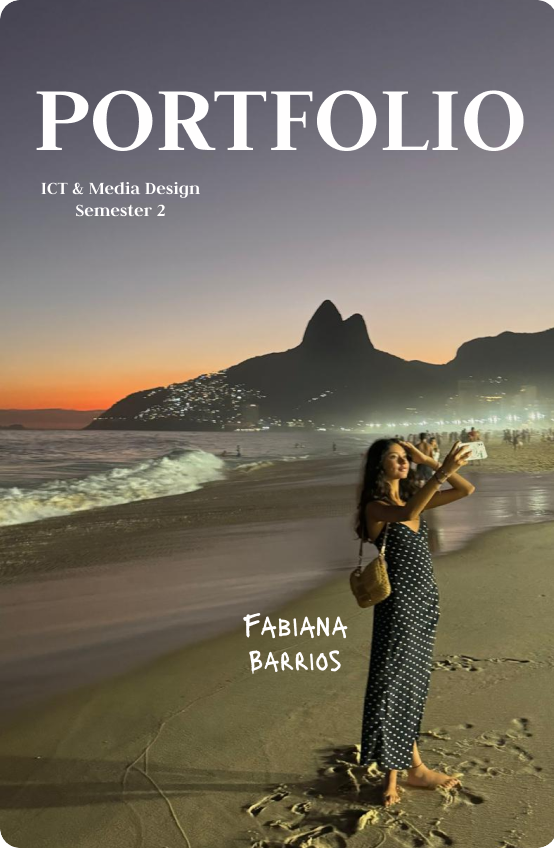 PORTFOLIO
ICT & Media Design
Semester 2
FABIANA
BARRIOS